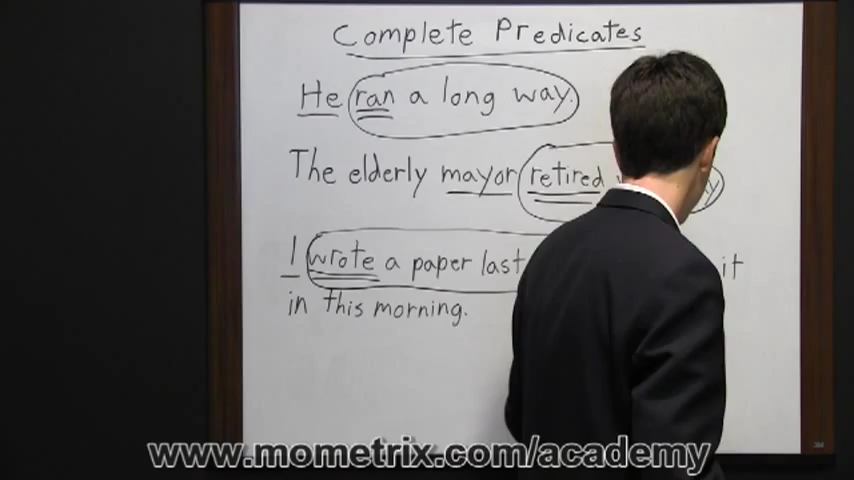 Complete Predicates
He ran a long way.
The elderly mayor retired
I wrote a paper last it
in this morning.
www.mometrix.com/academy